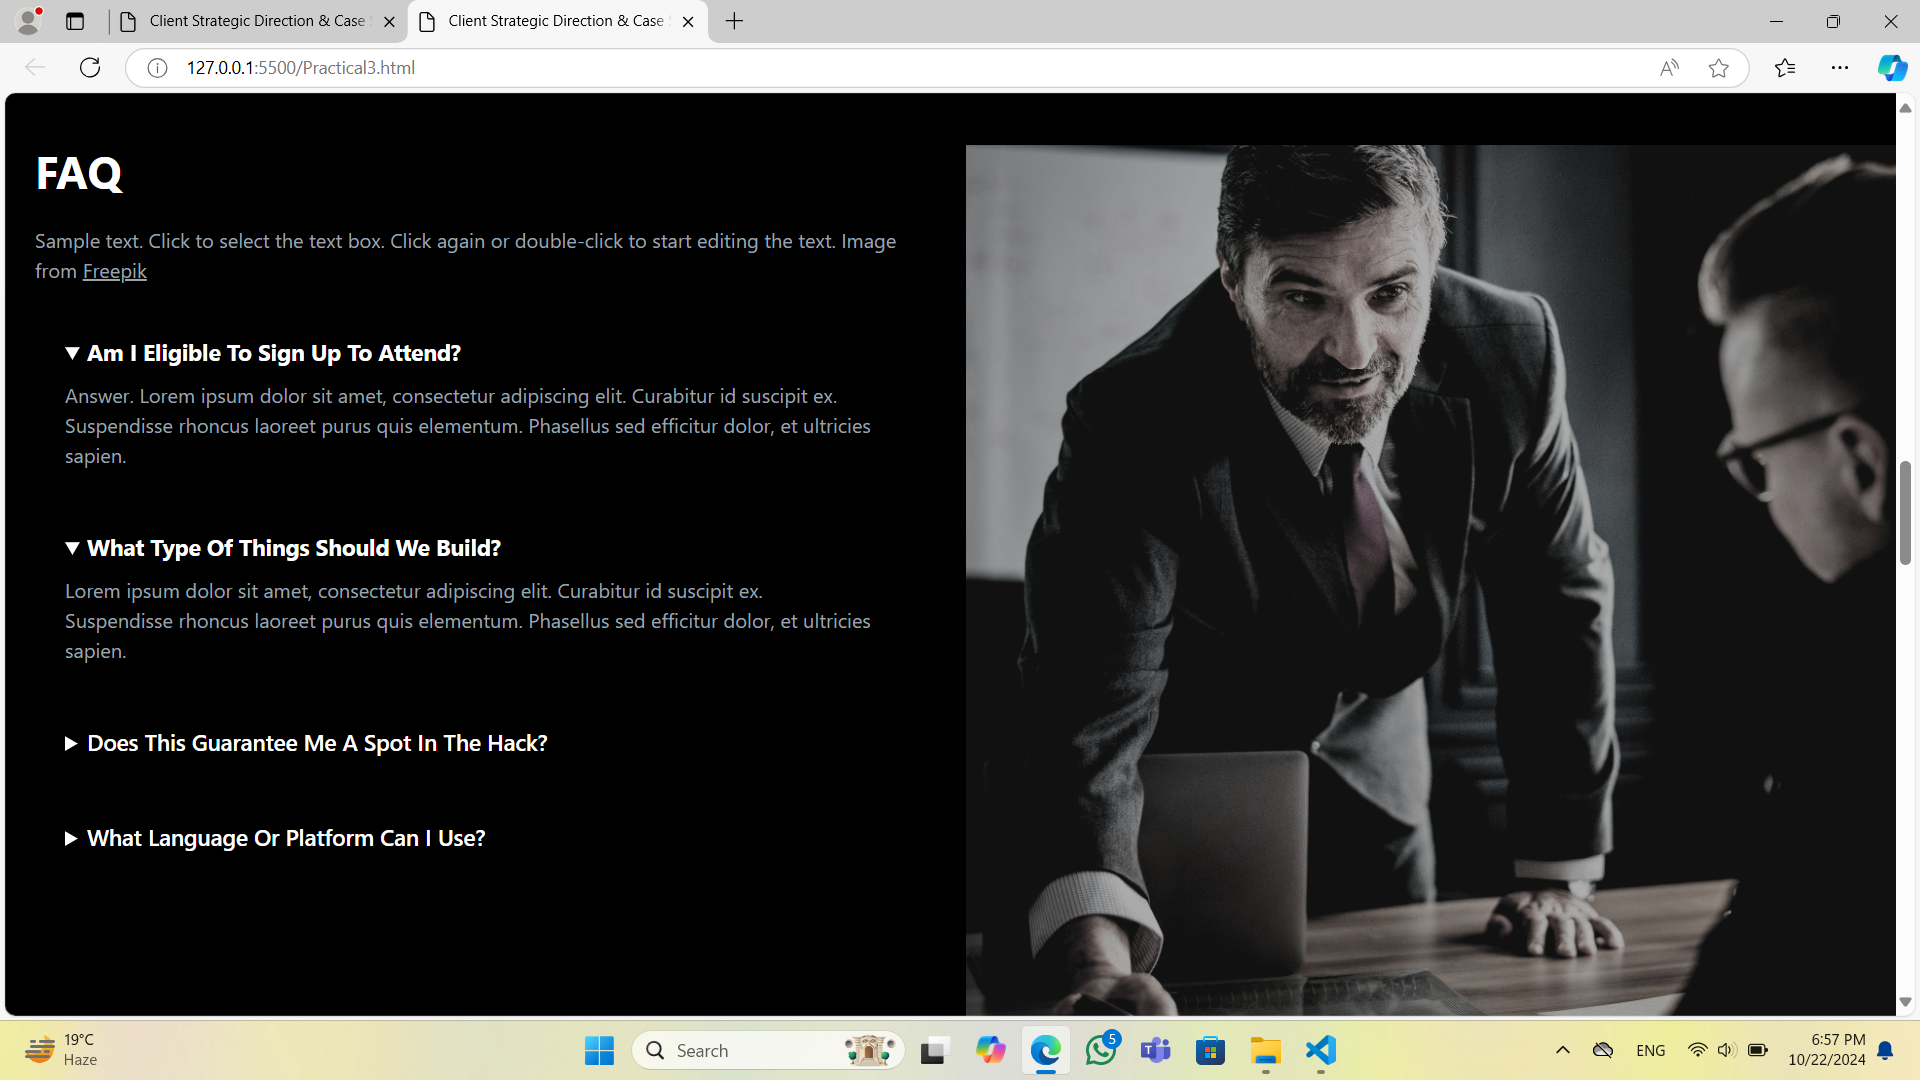 Client Strategic Direction & Case
Client Strategic Direction & Case
127.0.0.1:5500/Practical3.html
FAQ
Sample text. Click to select the text box. Click again or double-click to start editing the text. Image
from Freepik
▼ Am I Eligible To Sign Up To Attend?
Answer. Lorem ipsum dolor sit amet, consectetur adipiscing elit. Curabitur id suscipit ex.
Suspendisse rhoncus laoreet purus quis elementum. Phasellus sed efficitur dolor, et ultricies
sapien.
▼ What Type Of Things Should We Build?
Lorem ipsum dolor sit amet, consectetur adipiscing elit. Curabitur id suscipit ex.
Suspendisse rhoncus laoreet purus quis elementum. Phasellus sed efficitur dolor, et ultricies
sapien.
▶ Does This Guarantee Me A Spot In The Hack?
▶ What Language Or Platform Can I Use?
19°C
Haze
Search
5
ENG
6:57 PM
10/22/2024